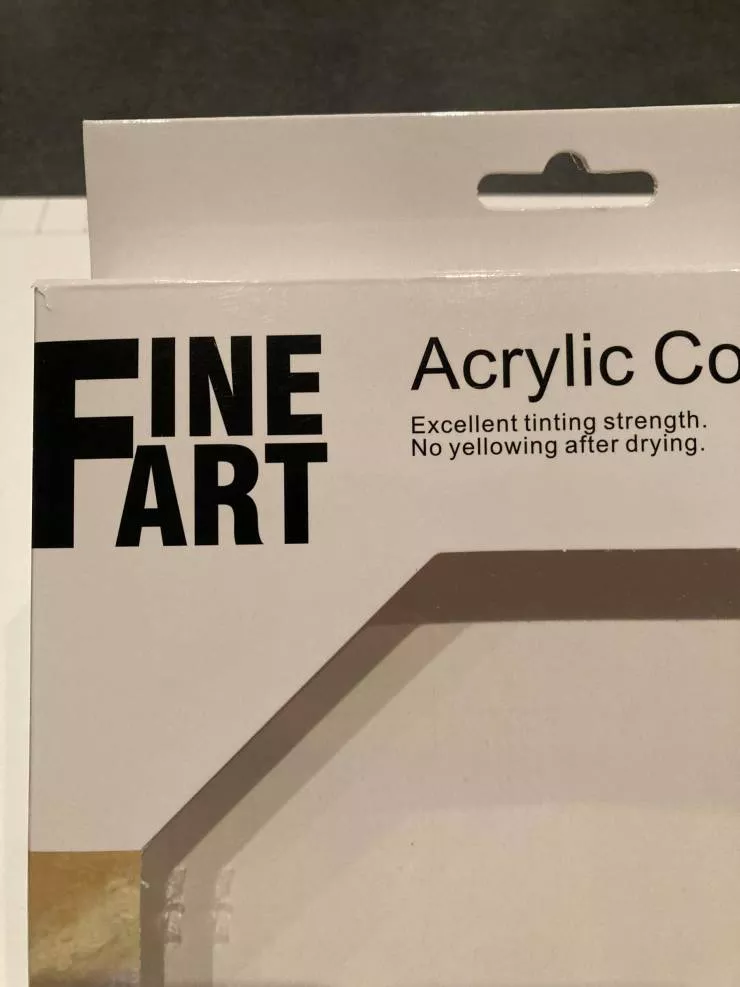 FINE
ART
Acrylic Co
Excellent tinting strength.
No yellowing after drying.